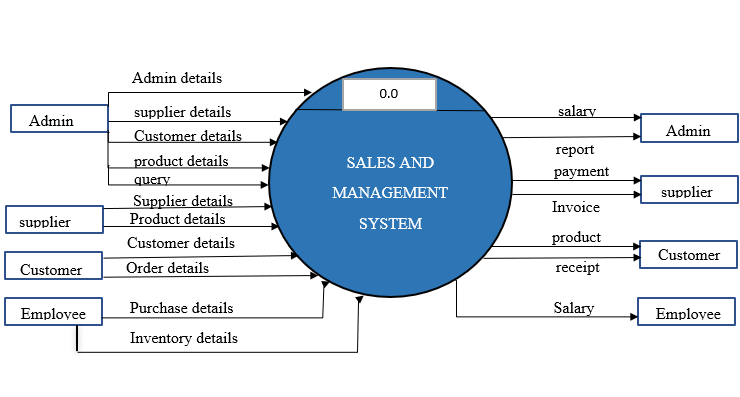 Admin details
0.0
supplier details
salary
Admin
Admin
Customer details
report
product details
SALES AND
payment
query
MANAGEMENT
supplier
Supplier details
Invoice
supplier
Product details
SYSTEM
Customer details
product
Customer
Customer
Order details
receipt
Employee
Purchase details
Salary
Employee
Inventory details